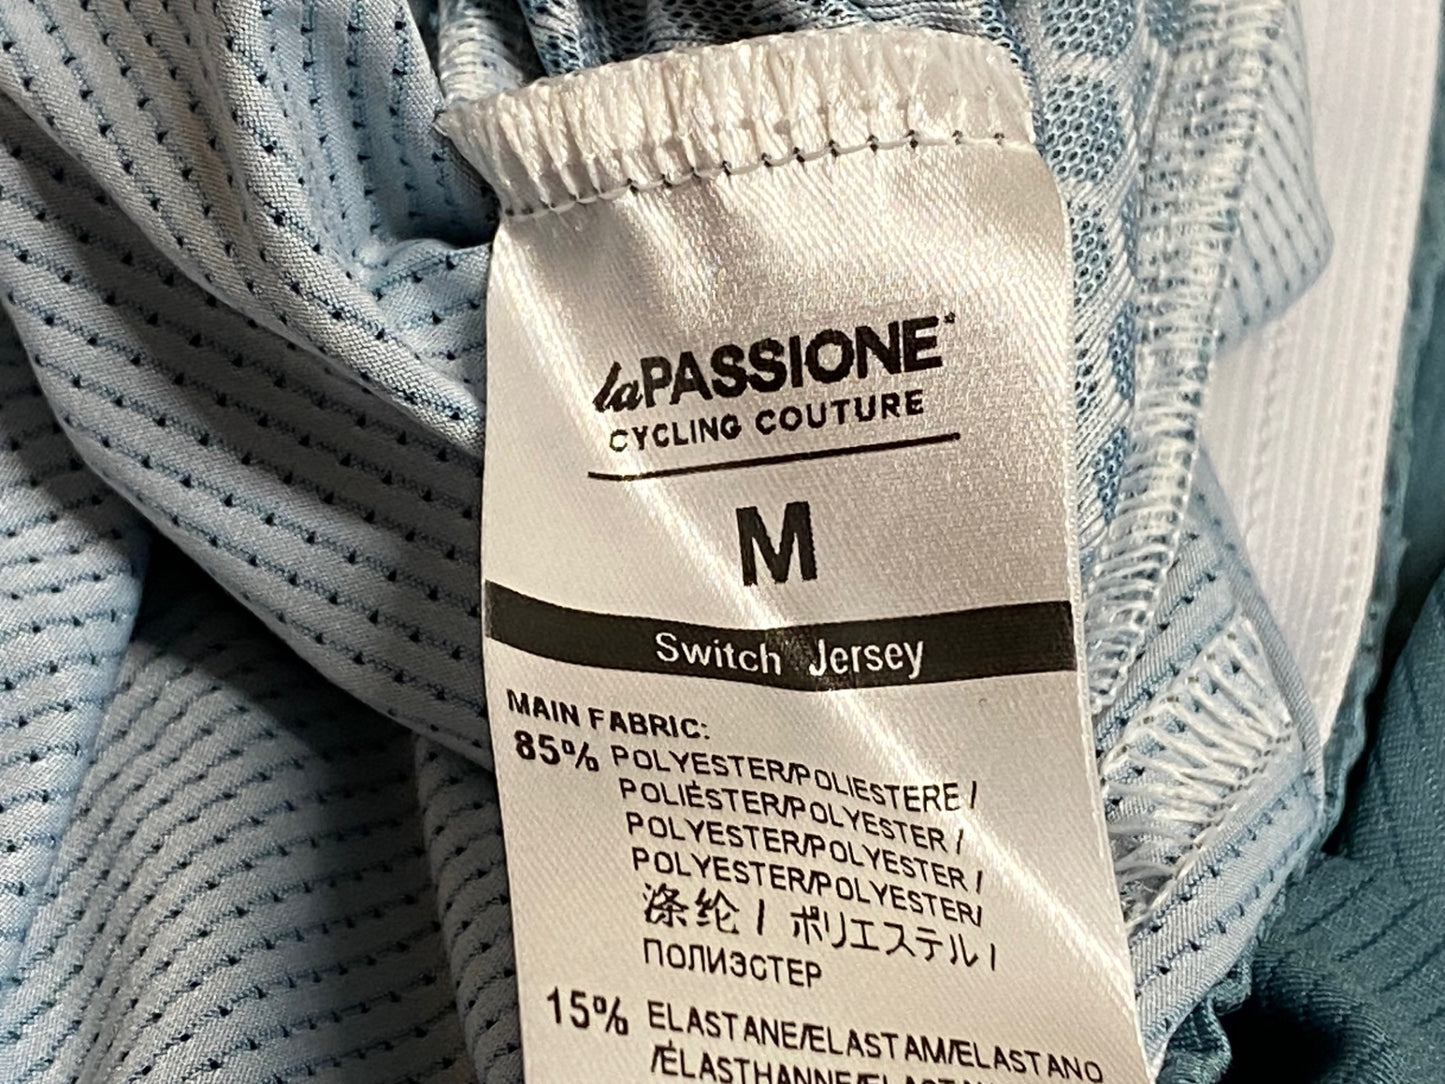 laPASSIONE
CYCLING COUTURE
M
Switch Jersey
MAIN FABRIC:
85% POLYESTER/POLIESTERE /
POLIÉSTER/POLYESTER /
POLYESTER/POLYESTER /
POLYESTER/POLYESTER/
涤纶 / ポリエステル /
ПОЛИЭСТЕР
15% ELASTANE/ELASTAM/ELASTANO
/ÉLASTHANNE/